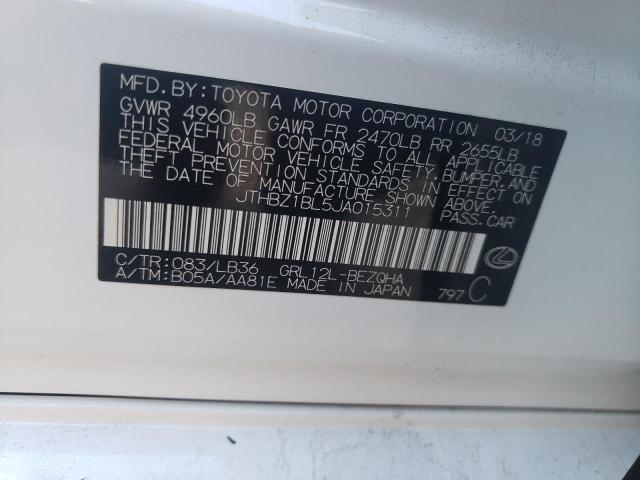 MFD. BY: TOYOTA MOTOR CORPORATION 03/18
GVWR 4960LB GAWR FR 2470LB RR 2655LB
THIS VEHICLE CONFORMS TO ALL APPLICABLE
FEDERAL MOTOR VEHICLE SAFETY, BUMPER, AND
THEFT PREVENTION STANDARDS IN EFFECT ON
THE DATE OF MANUFACTURE SHOWN ABOVE.
JTHBZ1BL5JA015311 PASS. CAR
C/TR: 083/LB36 GRL12L-BEZQHA
A/TM: B05A/AA81E MADE IN JAPAN 797 C